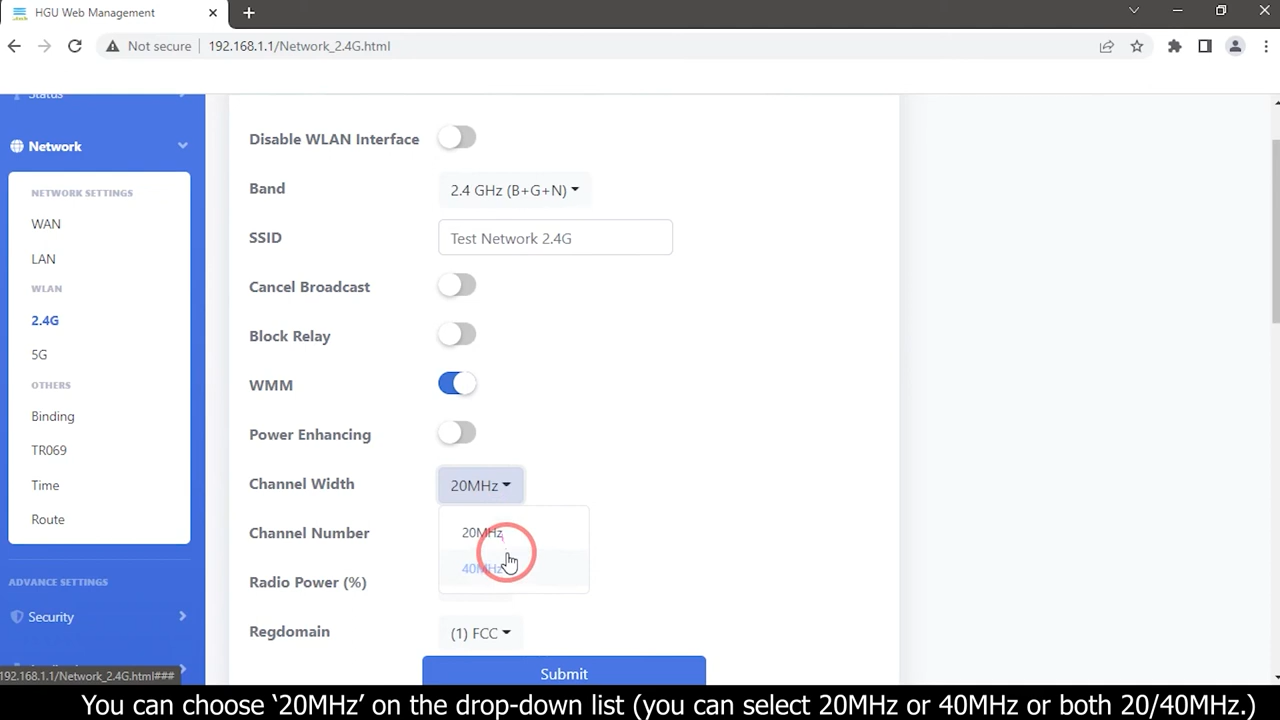 HGU Web Management
Not secure
192.168.1.1/Network_2.4G.html
Status
Network
NETWORK SETTINGS
WAN
LAN
WLAN
2.4G
5G
OTHERS
Binding
TR069
Time
Route
ADVANCE SETTINGS
Security
192.168.1.1/Network_2.4G.html###
Disable WLAN Interface
Band
2.4 GHz (B+G+N)
SSID
Test Network 2.4G
Cancel Broadcast
Block Relay
WMM
Power Enhancing
Channel Width
20MHz
20MHz
40MHz
Channel Number
Radio Power (%)
Regdomain
(1) FCC
Submit
You can choose ‘20MHz’ on the drop-down list (you can select 20MHz or 40MHz or both 20/40MHz.)